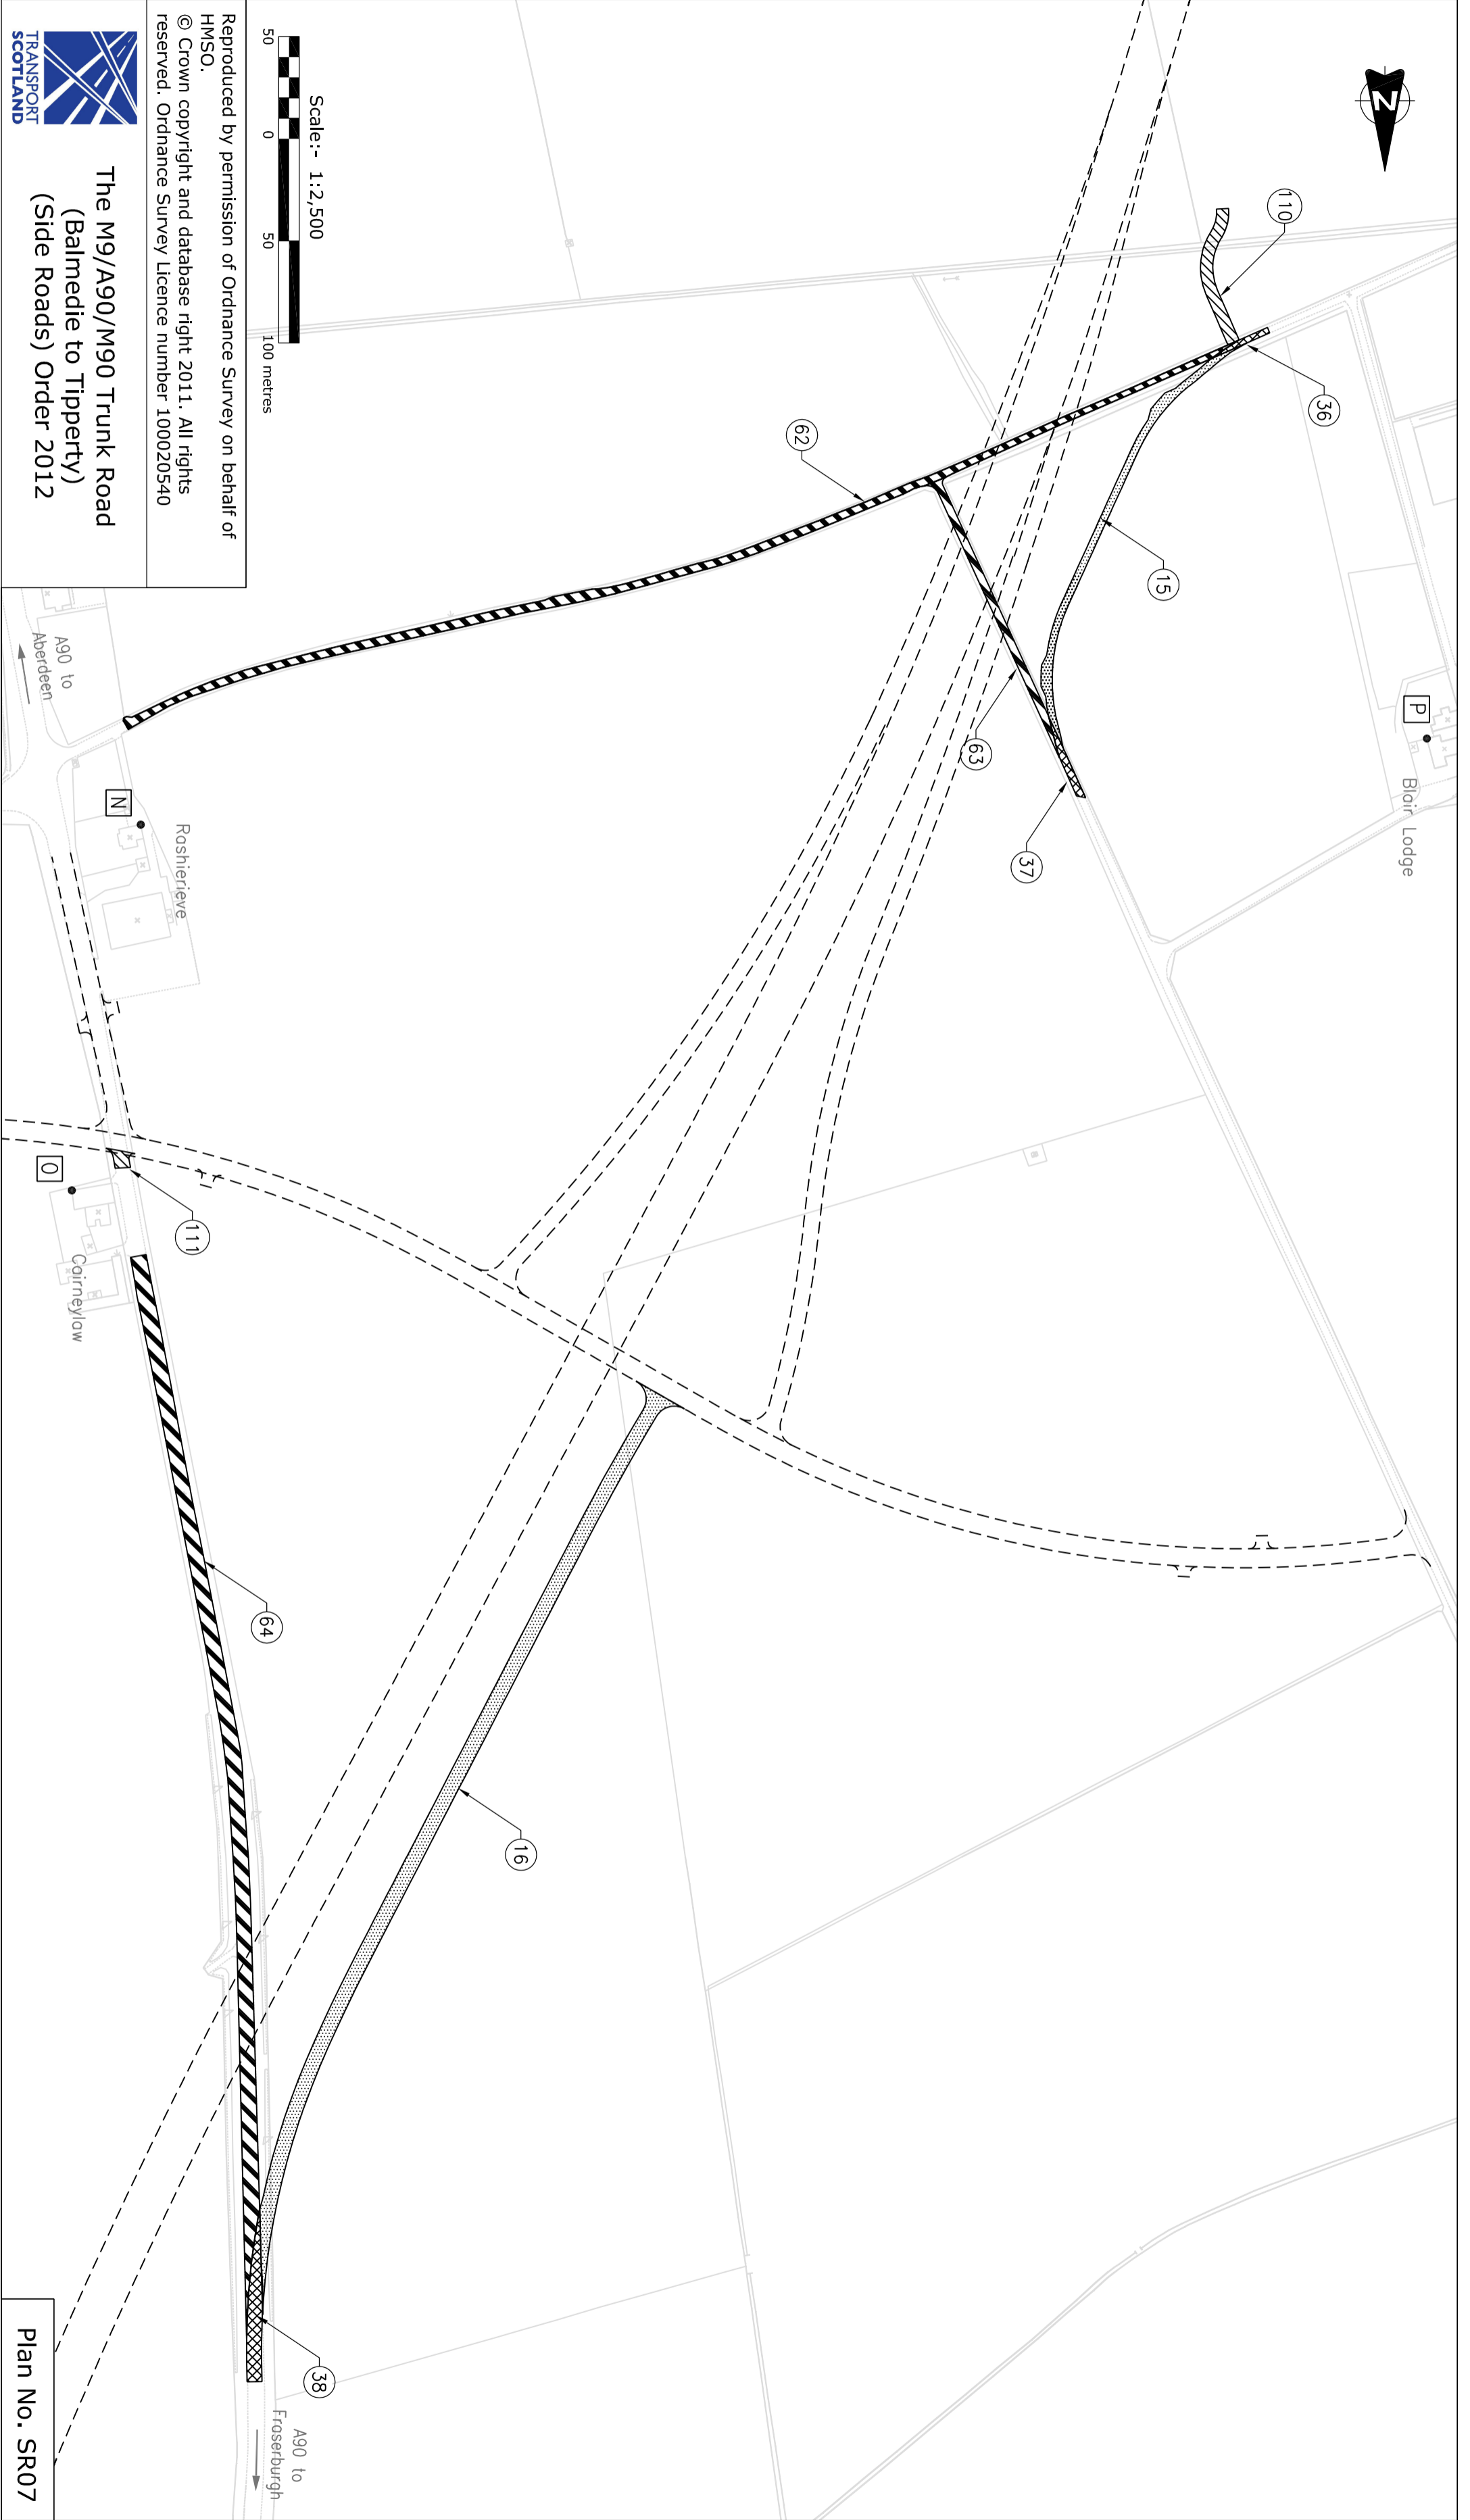 N
110
36
15
62
63
37
P
Blair Lodge
N
Rashierieve
A90 to
Aberdeen
O
111
Cairneylaw
64
16
38
A90 to
Fraserburgh
Scale:- 1:2,500
50 0 50 100 metres
Reproduced by permission of Ordnance Survey on behalf of
HMSO.
© Crown copyright and database right 2011. All rights
reserved. Ordnance Survey Licence number 100020540
TRANSPORT
SCOTLAND
The M9/A90/M90 Trunk Road
(Balmedie to Tipperty)
(Side Roads) Order 2012
Plan No. SR07